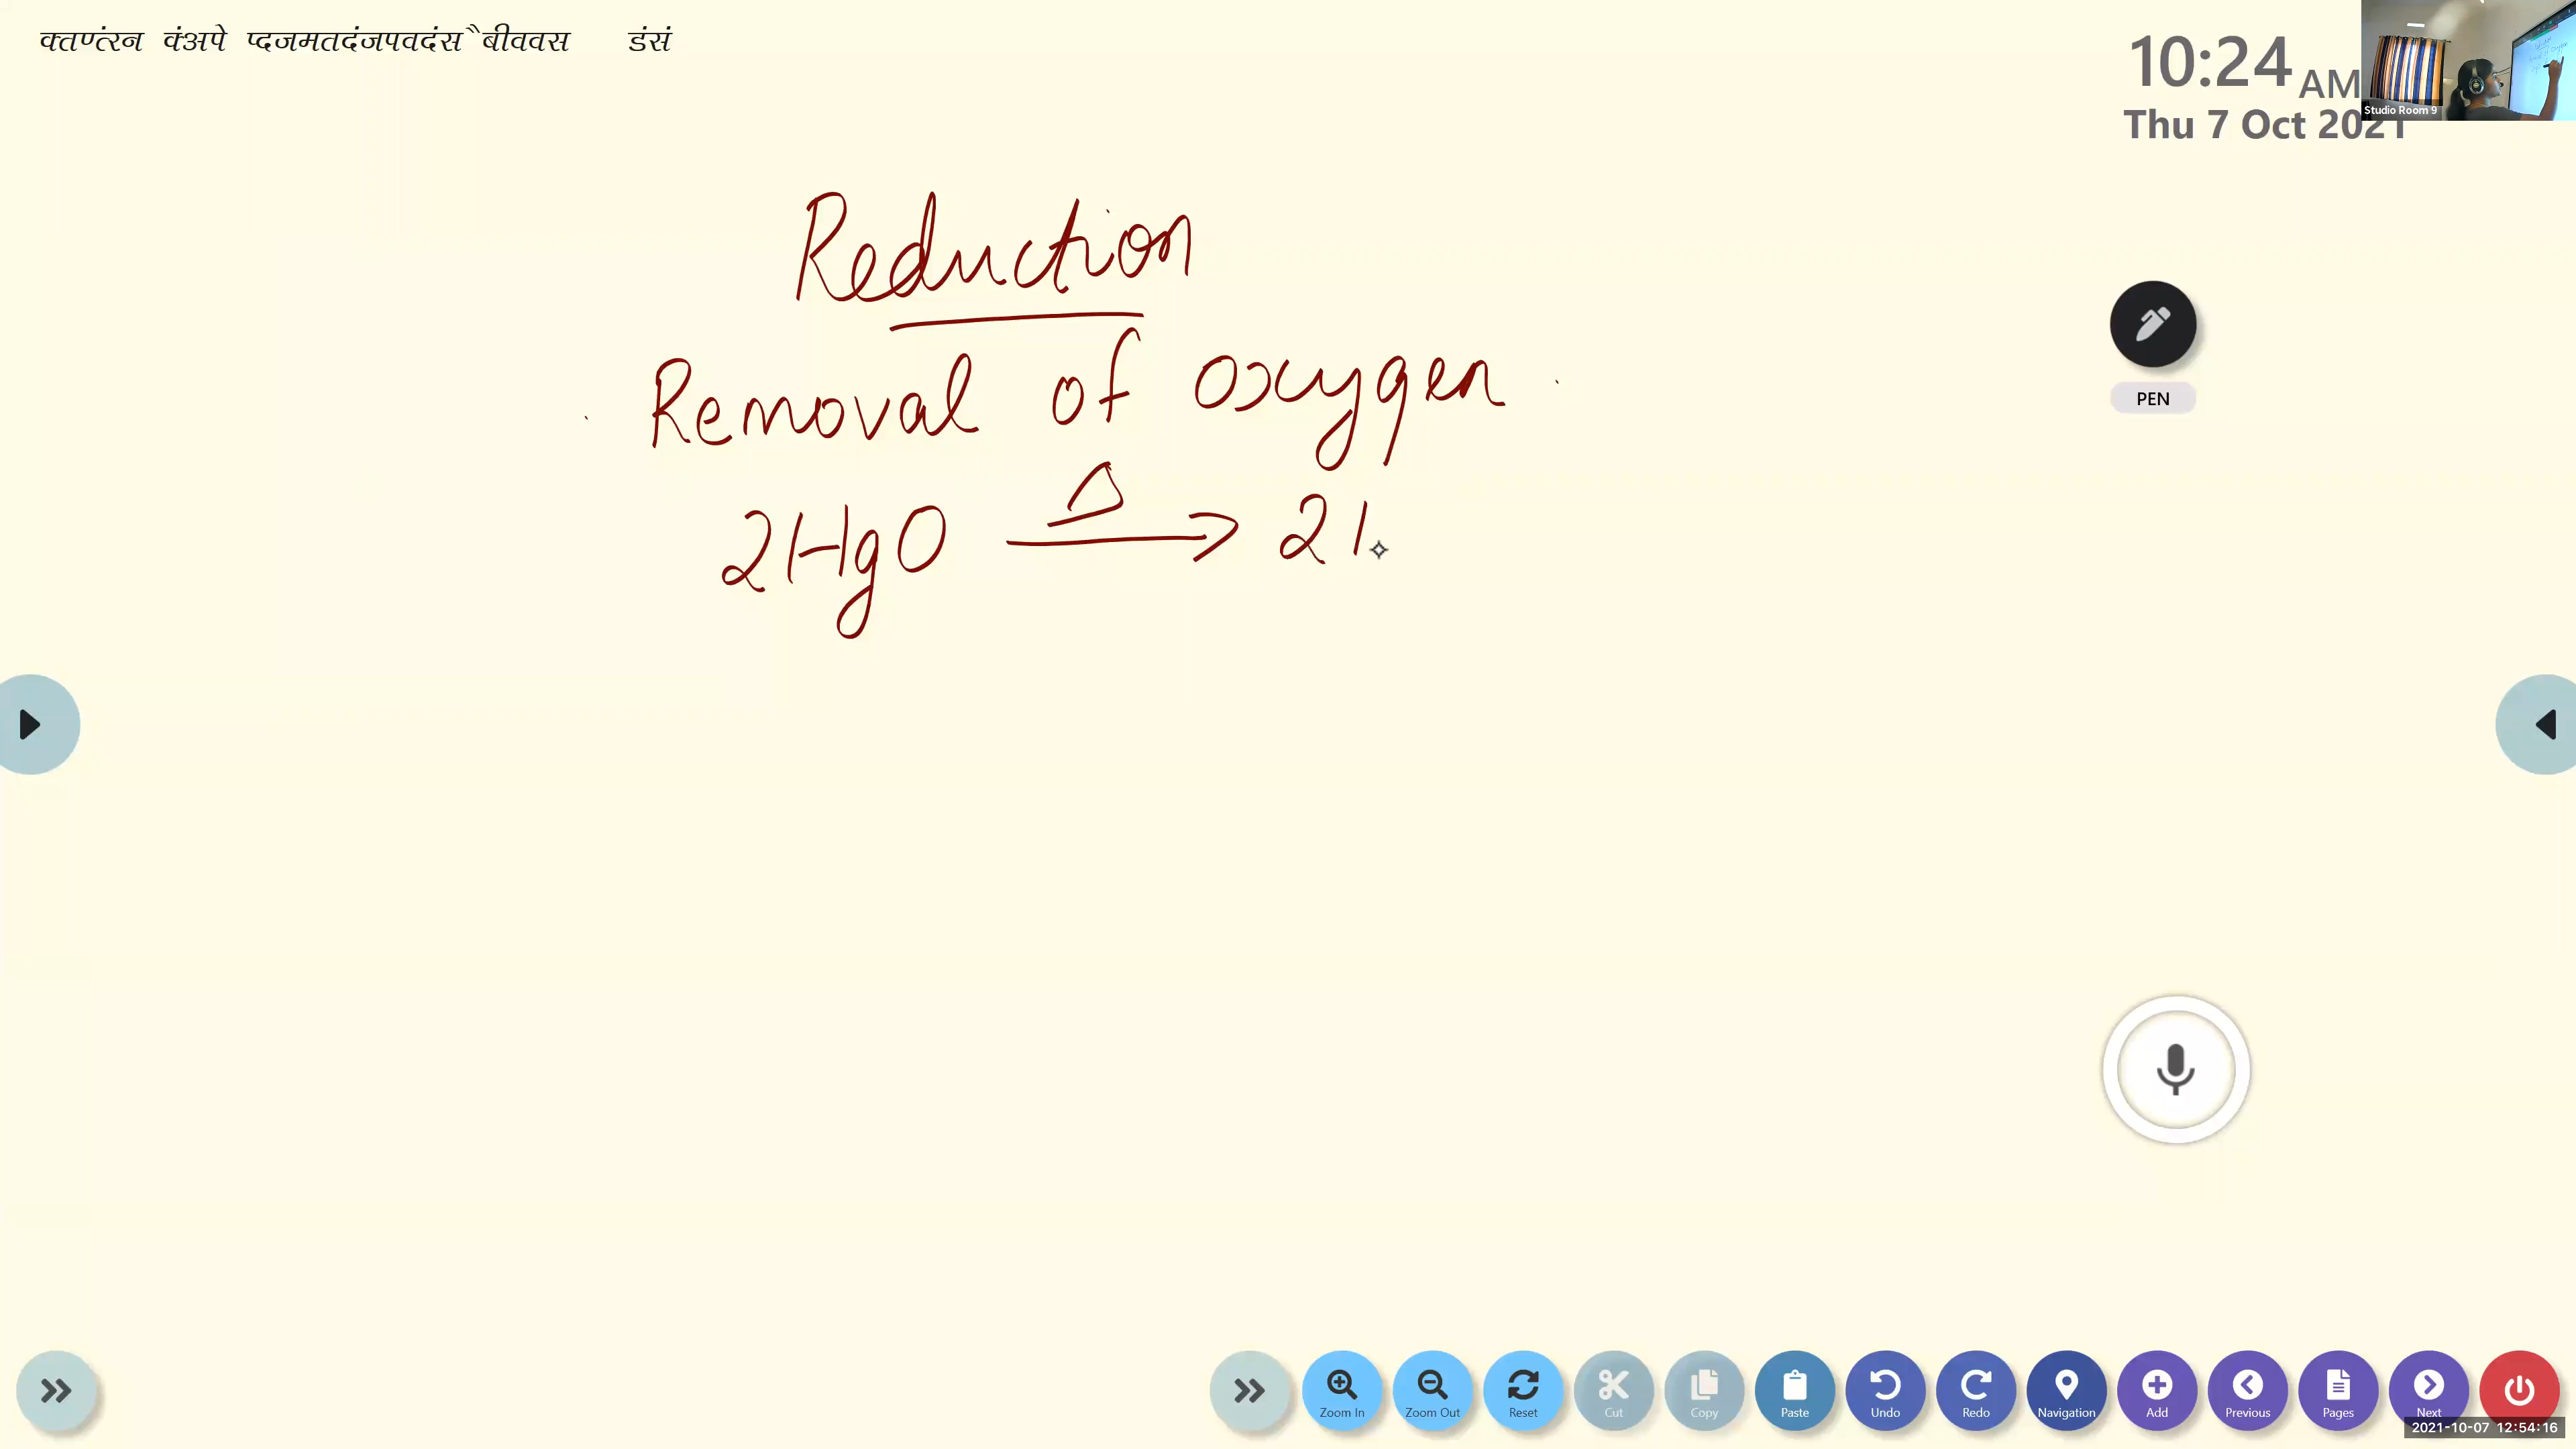 क्तण्त्ंरन क्ंअपे प्दजमतदंजपवदंस ैबीववस डंसं
10:24 AM
Thu 7 Oct 2021
Studio Room 9
Reduction
PEN
Removal of oxygen
2HgO Δ → 2I
Zoom In Zoom Out Reset Cut Copy Paste Undo Redo Navigation Add Previous Pages Next
2021-10-07 12:54:16